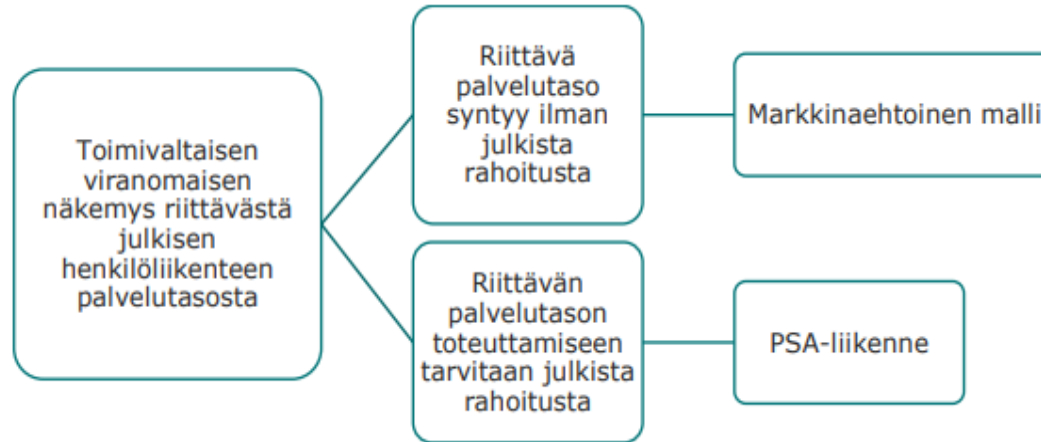 Toimivaltaisen
viranomaisen
näkemys riittävästä
julkisen
henkilöliikenteen
palvelutasosta
Riittävä
palvelutaso
syntyy ilman
julkista
rahoitusta
Markkinaehtoinen malli
Riittävän
palvelutason
toteuttamiseen
tarvitaan julkista
rahoitusta
PSA-liikenne